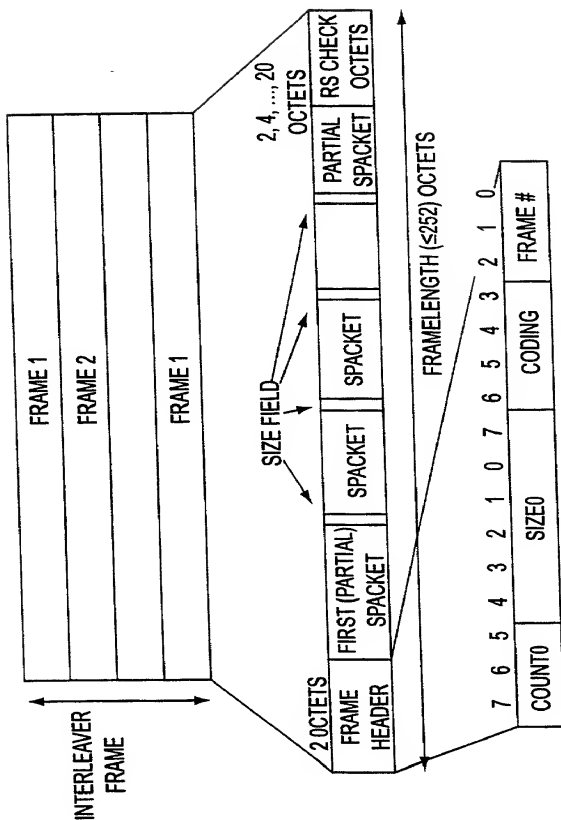 INTERLEAVER
FRAME
FRAME 1
FRAME 2
FRAME 1
SIZE FIELD
2, 4, ..., 20
OCTETS
2 OCTETS
FRAME
HEADER
FIRST (PARTIAL)
SPACKET
SPACKET
SPACKET
PARTIAL
SPACKET
RS CHECK
OCTETS
FRAMELENGTH (≤252) OCTETS
7 6 5 4 3 2 1 0 7 6 5 4 3 2 1 0
COUNT0
SIZE0
CODING
FRAME #